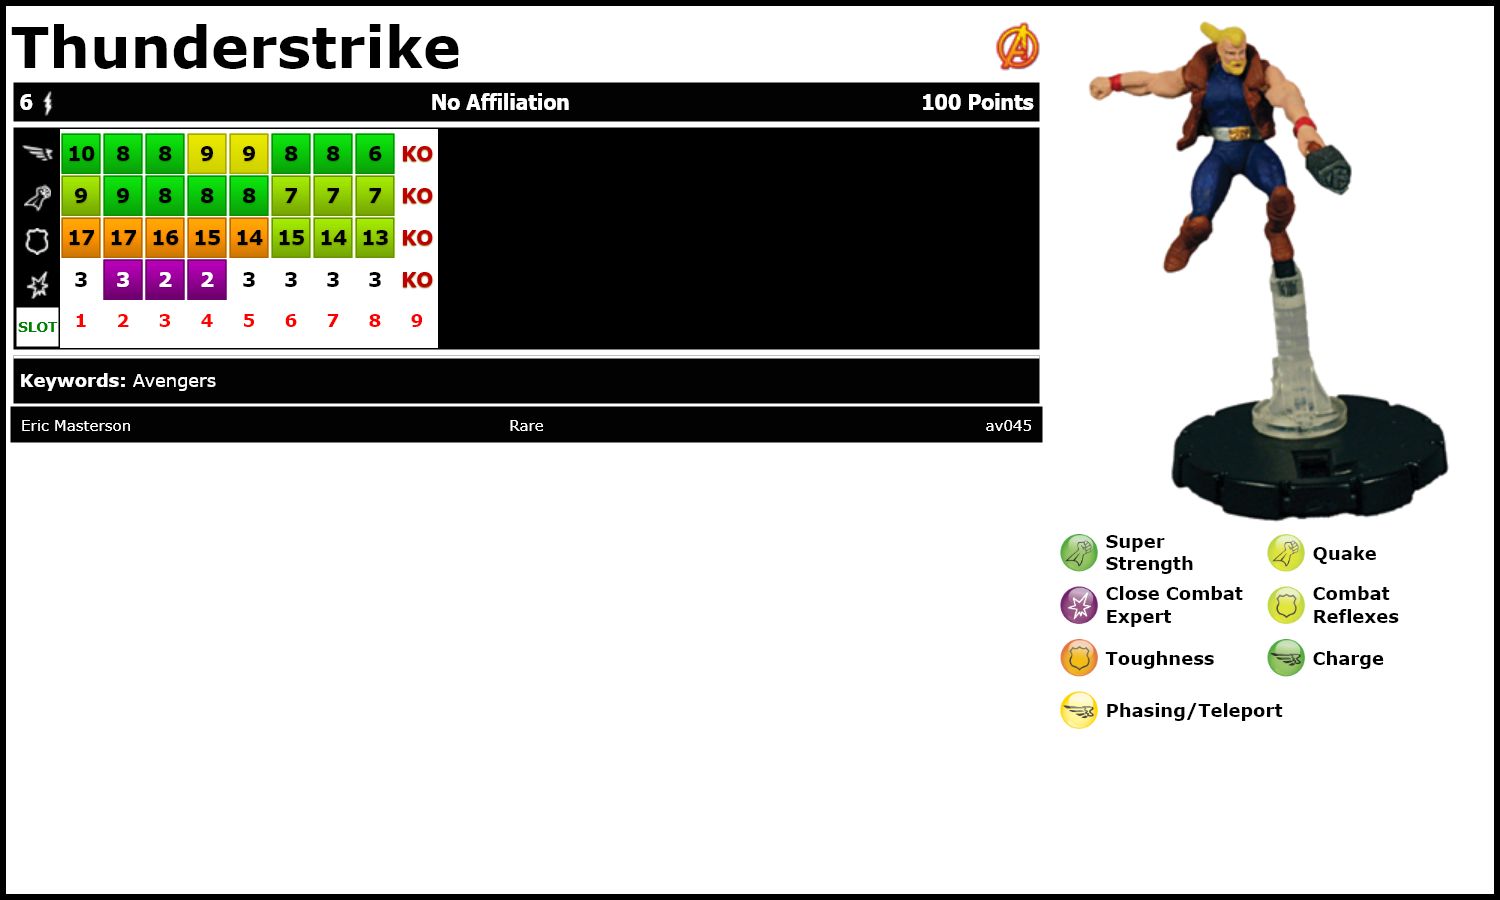 Thunderstrike
6 No Affiliation 100 Points
10 8 8 9 9 8 8 6 KO
9 9 8 8 8 7 7 7 KO
17 17 16 15 14 15 14 13 KO
3 3 2 2 3 3 3 3 KO
SLOT 1 2 3 4 5 6 7 8 9
Keywords: Avengers
Eric Masterson Rare av045
Super Strength
Quake
Close Combat Expert
Combat Reflexes
Toughness
Charge
Phasing/Teleport